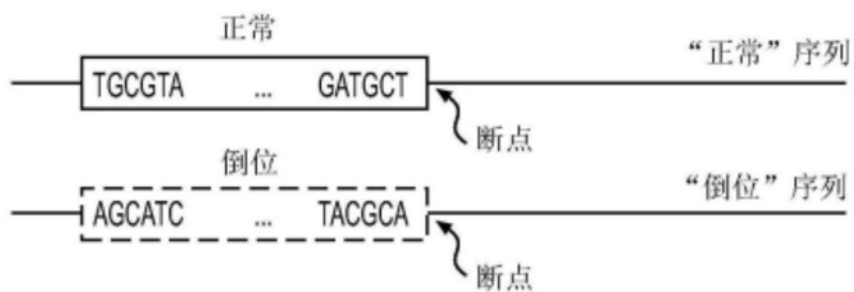 正常
“正常”序列
TGCGTA ... GATGCT
断点
倒位
“倒位”序列
AGCATC ... TACGCA
断点